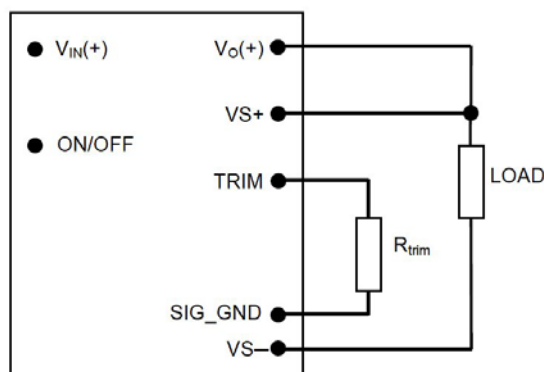 VIN(+) VO(+)
VS+
ON/OFF
TRIM
LOAD
Rtrim
SIG_GND
VS─